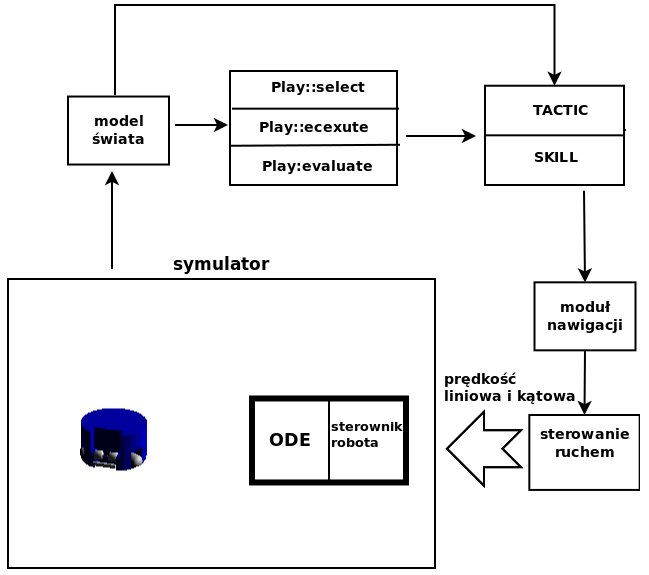 model
świata
Play::select
Play::ecexute
Play:evaluate
TACTIC
SKILL
symulator
moduł
nawigacji
prędkość
liniowa i kątowa
sterowanie
ruchem
ODE
sterownik
robota